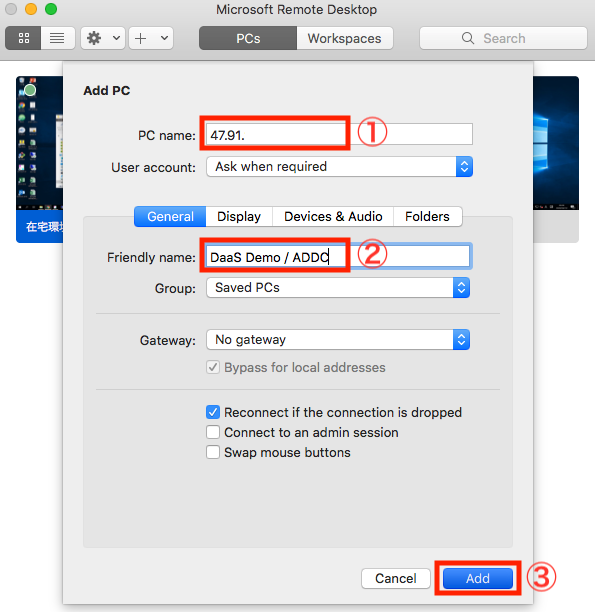 Microsoft Remote Desktop
PCs Workspaces Search
Add PC
PC name: 47.91. ①
User account: Ask when required
General Display Devices & Audio Folders
在宅環境
Friendly name: DaaS Demo / ADDC ②
Group: Saved PCs
Gateway: No gateway
Bypass for local addresses
Reconnect if the connection is dropped
Connect to an admin session
Swap mouse buttons
Cancel Add ③